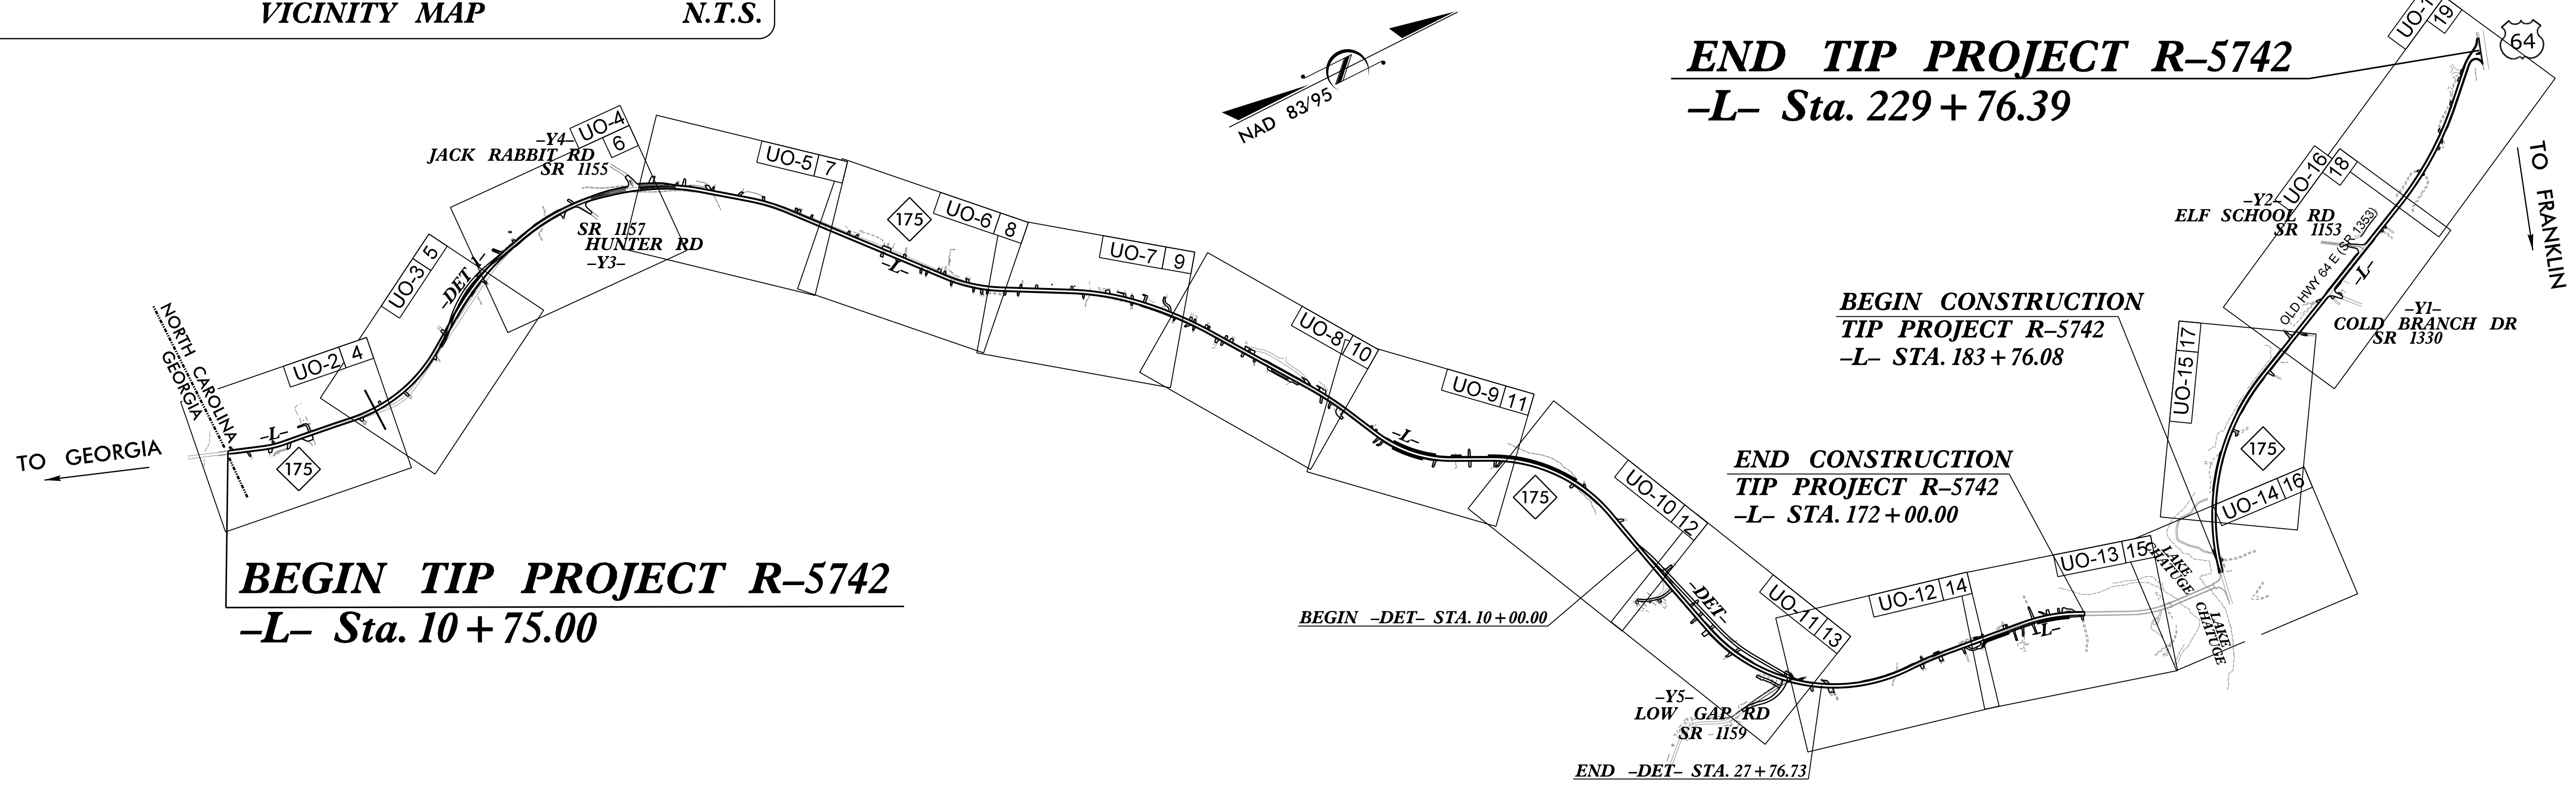 VICINITY MAP N.T.S.
NAD 83/95
END TIP PROJECT R–5742
–L– Sta. 229+76.39
19
64
TO FRANKLIN
–Y4–
JACK RABBIT RD
SR 1155
UO-4 6
UO-5 7
175
UO-6 8
UO-7 9
SR 1157
HUNTER RD
–Y3–
UO-3 5
–DET 1–
–L–
UO-16 18
–Y2–
ELF SCHOOL RD
SR 1153
OLD HWY 64 E (SR 1353)
–L–
–Y1–
COLD BRANCH DR
SR 1330
BEGIN CONSTRUCTION
TIP PROJECT R–5742
–L– STA. 183+76.08
NORTH CAROLINA
GEORGIA
UO-2 4
–L–
175
TO GEORGIA
UO-8 10
UO-9 11
–L–
175
UO-15 17
175
END CONSTRUCTION
TIP PROJECT R–5742
–L– STA. 172+00.00
UO-10 12
UO-14 16
BEGIN TIP PROJECT R–5742
–L– Sta. 10+75.00
BEGIN –DET– STA. 10+00.00
–DET–
UO-11 13
UO-12 14
UO-13 15
LAKE
CHATUGE
LAKE
CHATUGE
–L–
–Y5–
LOW GAP RD
SR 1159
END –DET– STA. 27+76.73